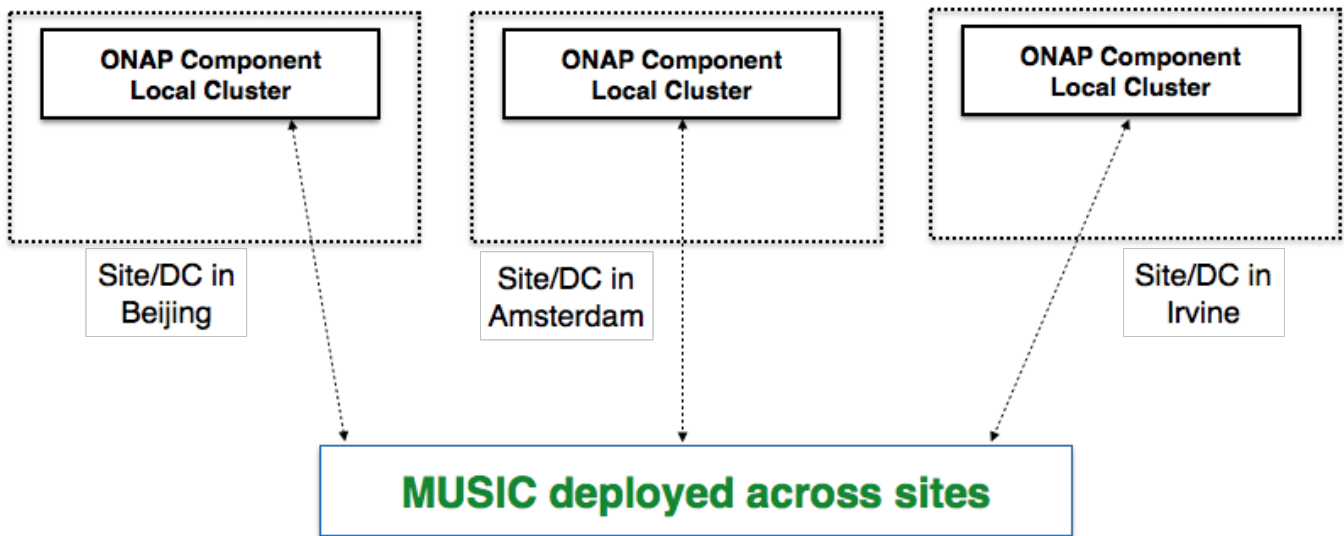 ONAP Component
Local Cluster
ONAP Component
Local Cluster
ONAP Component
Local Cluster
Site/DC in
Beijing
Site/DC in
Amsterdam
Site/DC in
Irvine
MUSIC deployed across sites